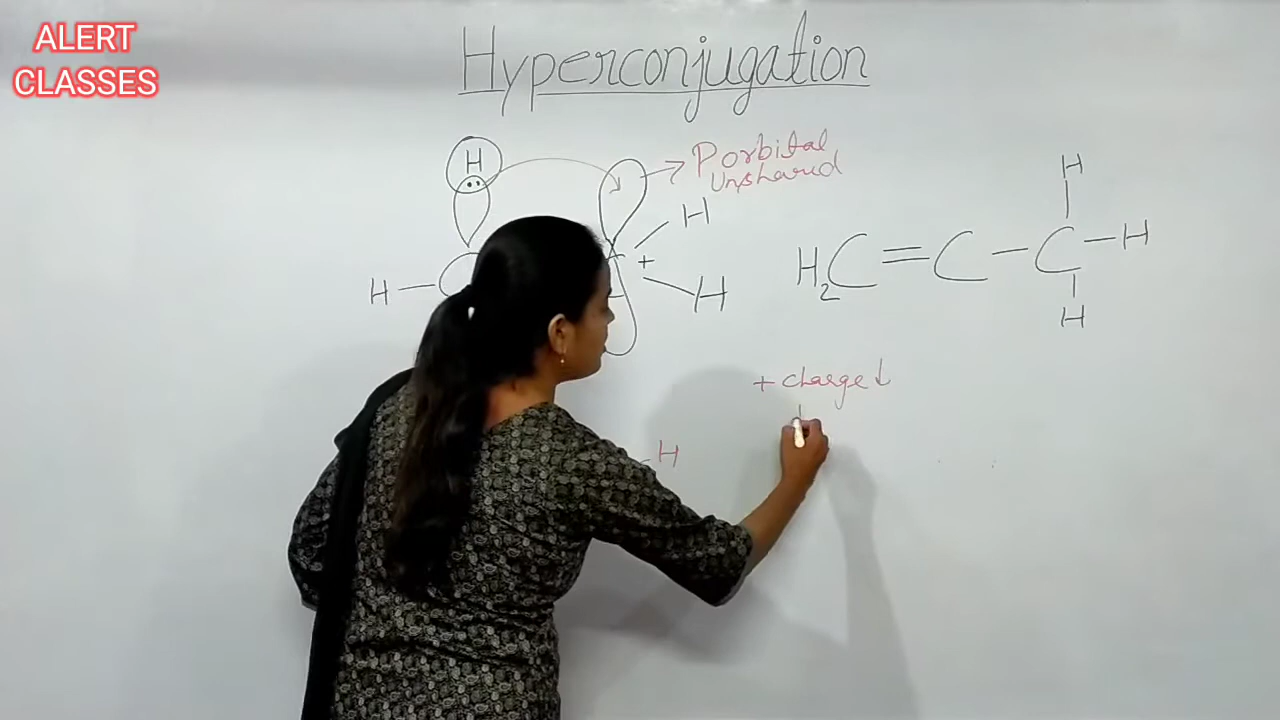 ALERT
CLASSES
Hyperconjugation
H
P orbital
Unshared
H
H
H – C
+
H
H
H₂C = C – C – H
H
+ charge ↓
H